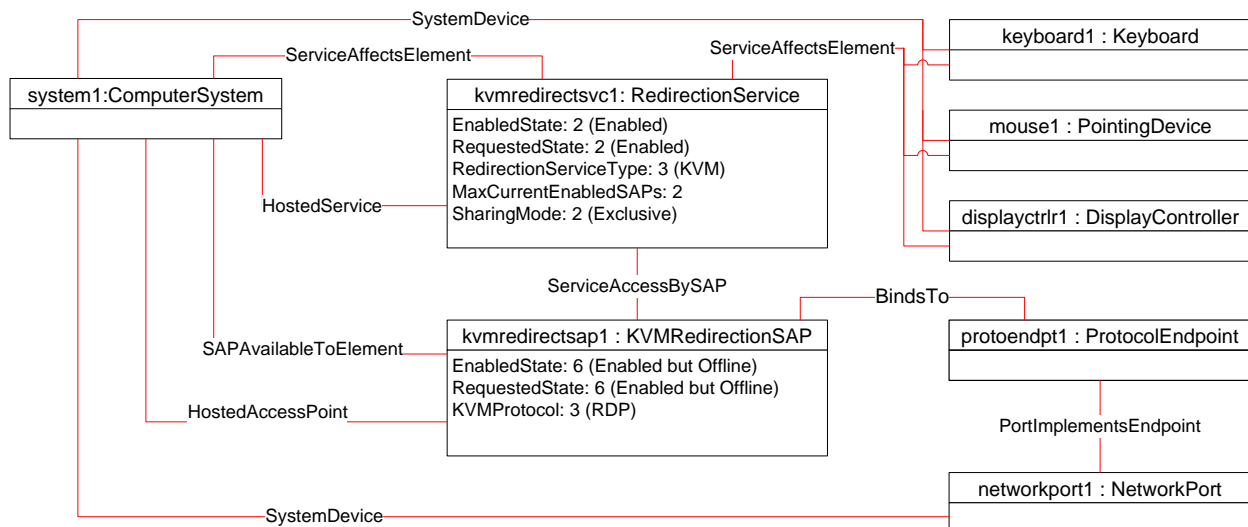 SystemDevice
keyboard1 : Keyboard
ServiceAffectsElement
ServiceAffectsElement
system1:ComputerSystem
kvmredirectsvc1: RedirectionService
EnabledState: 2 (Enabled)
RequestedState: 2 (Enabled)
RedirectionServiceType: 3 (KVM)
MaxCurrentEnabledSAPs: 2
SharingMode: 2 (Exclusive)
mouse1 : PointingDevice
HostedService
displayctrlr1 : DisplayController
ServiceAccessBySAP
BindsTo
kvmredirectsap1 : KVMRedirectionSAP
EnabledState: 6 (Enabled but Offline)
RequestedState: 6 (Enabled but Offline)
KVMProtocol: 3 (RDP)
protoendpt1 : ProtocolEndpoint
SAPAvailableToElement
HostedAccessPoint
PortImplementsEndpoint
networkport1 : NetworkPort
SystemDevice